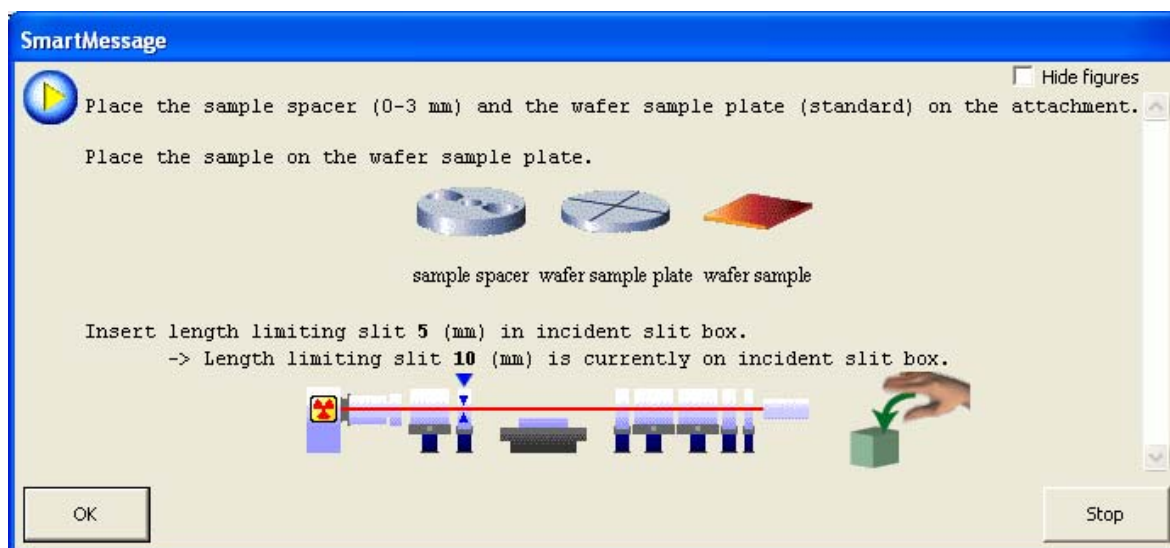 SmartMessage
Hide figures
Place the sample spacer (0-3 mm) and the wafer sample plate (standard) on the attachment.
Place the sample on the wafer sample plate.
sample spacer wafer sample plate wafer sample
Insert length limiting slit 5 (mm) in incident slit box.
-> Length limiting slit 10 (mm) is currently on incident slit box.
OK
Stop